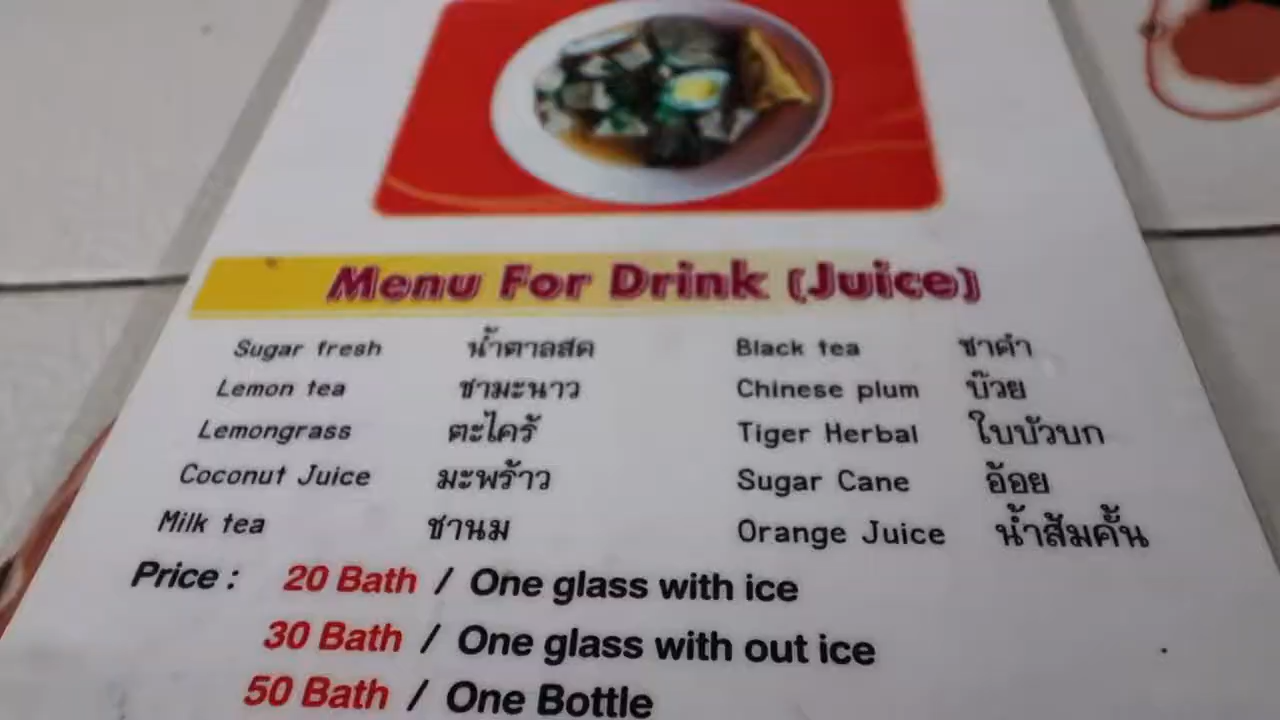 Menu For Drink (Juice)
Sugar fresh น้ำตาลสด Black tea ชาดำ
Lemon tea ชามะนาว Chinese plum บ๊วย
Lemongrass ตะไคร้ Tiger Herbal ใบบัวบก
Coconut Juice มะพร้าว Sugar Cane อ้อย
Milk tea ชานม Orange Juice น้ำส้มคั้น
Price : 20 Bath / One glass with ice
30 Bath / One glass with out ice
50 Bath / One Bottle